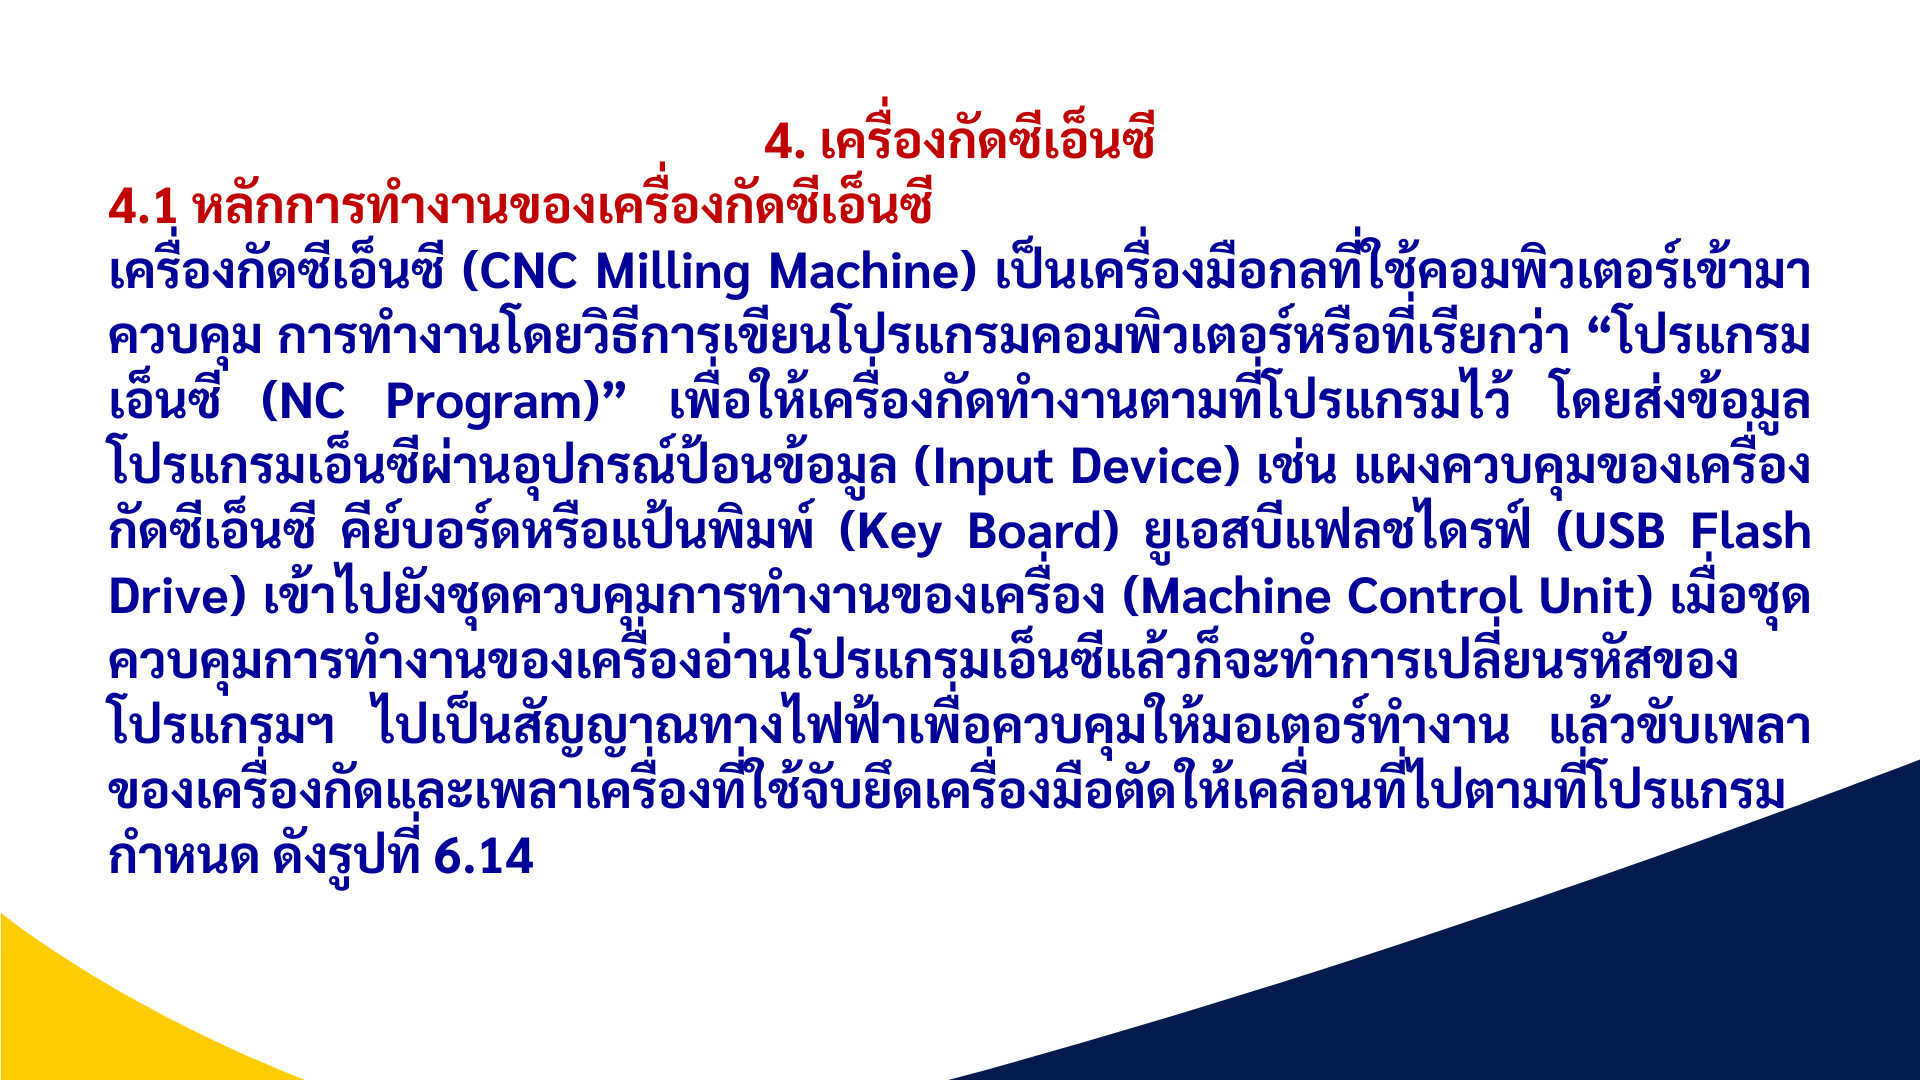 4. เครื่องกัดซีเอ็นซี
4.1 หลักการทำงานของเครื่องกัดซีเอ็นซี
เครื่องกัดซีเอ็นซี (CNC Milling Machine) เป็นเครื่องมือกลที่ใช้คอมพิวเตอร์เข้ามา
ควบคุม การทำงานโดยวิธีการเขียนโปรแกรมคอมพิวเตอร์หรือที่เรียกว่า “โปรแกรม
เอ็นซี (NC Program)” เพื่อให้เครื่องกัดทำงานตามที่โปรแกรมไว้ โดยส่งข้อมูล
โปรแกรมเอ็นซีผ่านอุปกรณ์ป้อนข้อมูล (Input Device) เช่น แผงควบคุมของเครื่อง
กัดซีเอ็นซี คีย์บอร์ดหรือแป้นพิมพ์ (Key Board) ยูเอสบีแฟลชไดรฟ์ (USB Flash
Drive) เข้าไปยังชุดควบคุมการทำงานของเครื่อง (Machine Control Unit) เมื่อชุด
ควบคุมการทำงานของเครื่องอ่านโปรแกรมเอ็นซีแล้วก็จะทำการเปลี่ยนรหัสของ
โปรแกรมฯ ไปเป็นสัญญาณทางไฟฟ้าเพื่อควบคุมให้มอเตอร์ทำงาน แล้วขับเพลา
ของเครื่องกัดและเพลาเครื่องที่ใช้จับยึดเครื่องมือตัดให้เคลื่อนที่ไปตามที่โปรแกรม
กำหนด ดังรูปที่ 6.14